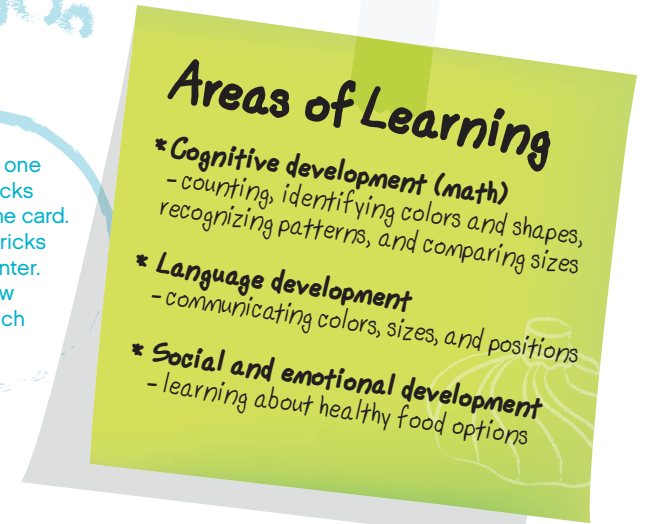 one
cks
ne card.
ricks
nter.
w
ch
Areas of Learning
* Cognitive development (math)
- counting, identifying colors and shapes,
recognizing patterns, and comparing sizes
* Language development
- communicating colors, sizes, and positions
* Social and emotional development
- learning about healthy food options